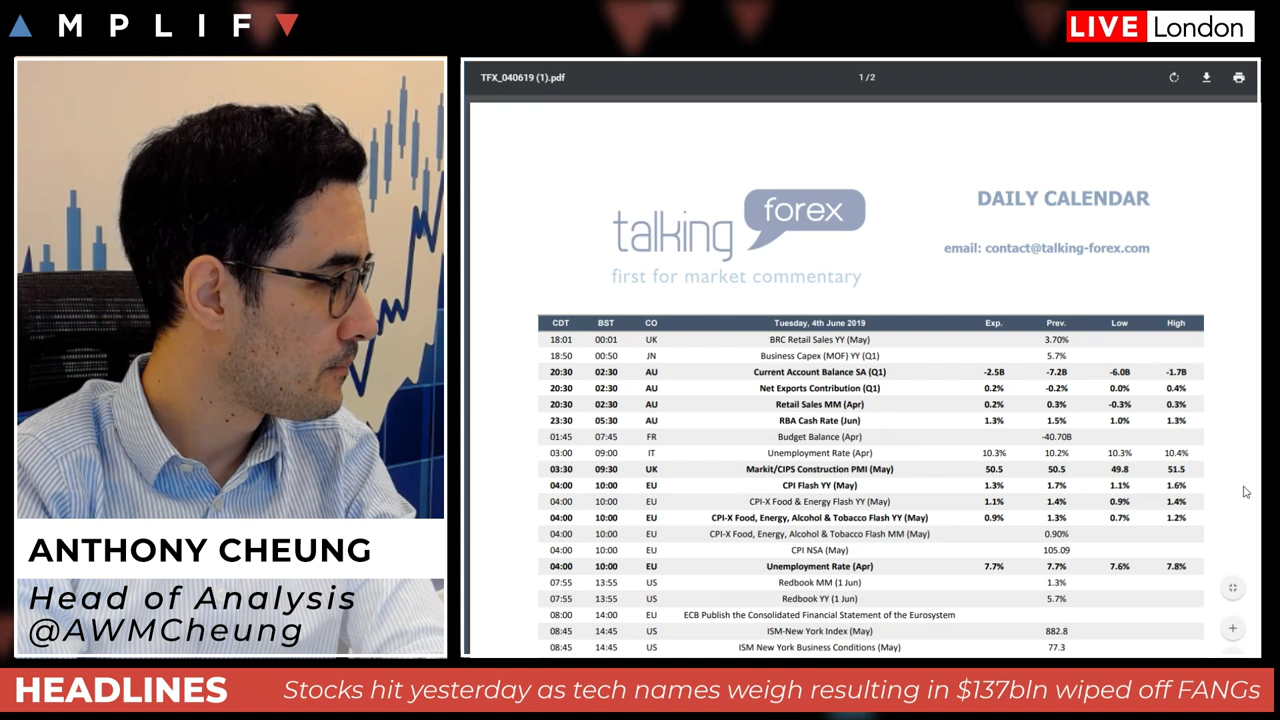 ▲ M P L I F ▼
LIVE London
TFX_040619 (1).pdf 1 / 2
talking forex
first for market commentary
DAILY CALENDAR
email: contact@talking-forex.com
CDT BST CO Tuesday, 4th June 2019 Exp. Prev. Low High
18:01 00:01 UK BRC Retail Sales YY (May) 3.70%
18:50 00:50 JN Business Capex (MOF) YY (Q1) 5.7%
20:30 02:30 AU Current Account Balance SA (Q1) -2.5B -7.2B -6.0B -1.7B
20:30 02:30 AU Net Exports Contribution (Q1) 0.2% -0.2% 0.0% 0.4%
20:30 02:30 AU Retail Sales MM (Apr) 0.2% 0.3% -0.3% 0.3%
23:30 05:30 AU RBA Cash Rate (Jun) 1.3% 1.5% 1.0% 1.3%
01:45 07:45 FR Budget Balance (Apr) -40.70B
03:00 09:00 IT Unemployment Rate (Apr) 10.3% 10.2% 10.3% 10.4%
03:30 09:30 UK Markit/CIPS Construction PMI (May) 50.5 50.5 49.8 51.5
04:00 10:00 EU CPI Flash YY (May) 1.3% 1.7% 1.1% 1.6%
04:00 10:00 EU CPI-X Food & Energy Flash YY (May) 1.1% 1.4% 0.9% 1.4%
04:00 10:00 EU CPI-X Food, Energy, Alcohol & Tobacco Flash YY (May) 0.9% 1.3% 0.7% 1.2%
04:00 10:00 EU CPI-X Food, Energy, Alcohol & Tobacco Flash MM (May) 0.90%
04:00 10:00 EU CPI NSA (May) 105.09
04:00 10:00 EU Unemployment Rate (Apr) 7.7% 7.7% 7.6% 7.8%
07:55 13:55 US Redbook MM (1 Jun) 1.3%
07:55 13:55 US Redbook YY (1 Jun) 5.7%
08:00 14:00 EU ECB Publish the Consolidated Financial Statement of the Eurosystem
08:45 14:45 US ISM-New York Index (May) 882.8
08:45 14:45 US ISM New York Business Conditions (May) 77.3
ANTHONY CHEUNG
Head of Analysis
@AWMCheung
HEADLINES Stocks hit yesterday as tech names weigh resulting in $137bln wiped off FANGs